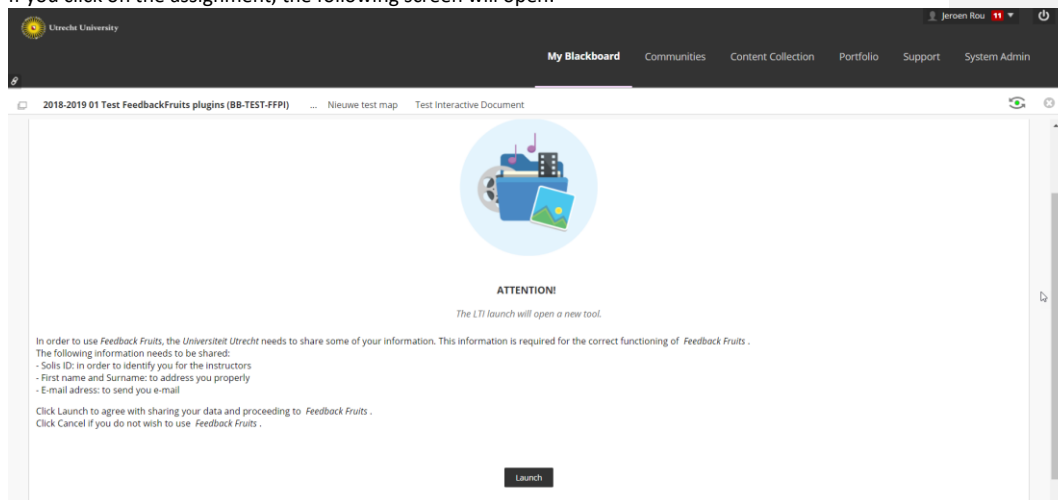 If you click on the assignment, the following screen will open:
Utrecht University
Jeroen Rou 11
My Blackboard Communities Content Collection Portfolio Support System Admin
2018-2019 01 Test FeedbackFruits plugins (BB-TEST-FFPI) ... Nieuwe test map Test Interactive Document
ATTENTION!
The LTI launch will open a new tool.
In order to use Feedback Fruits, the Universiteit Utrecht needs to share some of your information. This information is required for the correct functioning of Feedback Fruits .
The following information needs to be shared:
- Solis ID: in order to identify you for the instructors
- First name and Surname: to address you properly
- E-mail adress: to send you e-mail
Click Launch to agree with sharing your data and proceeding to Feedback Fruits .
Click Cancel if you do not wish to use Feedback Fruits .
Launch